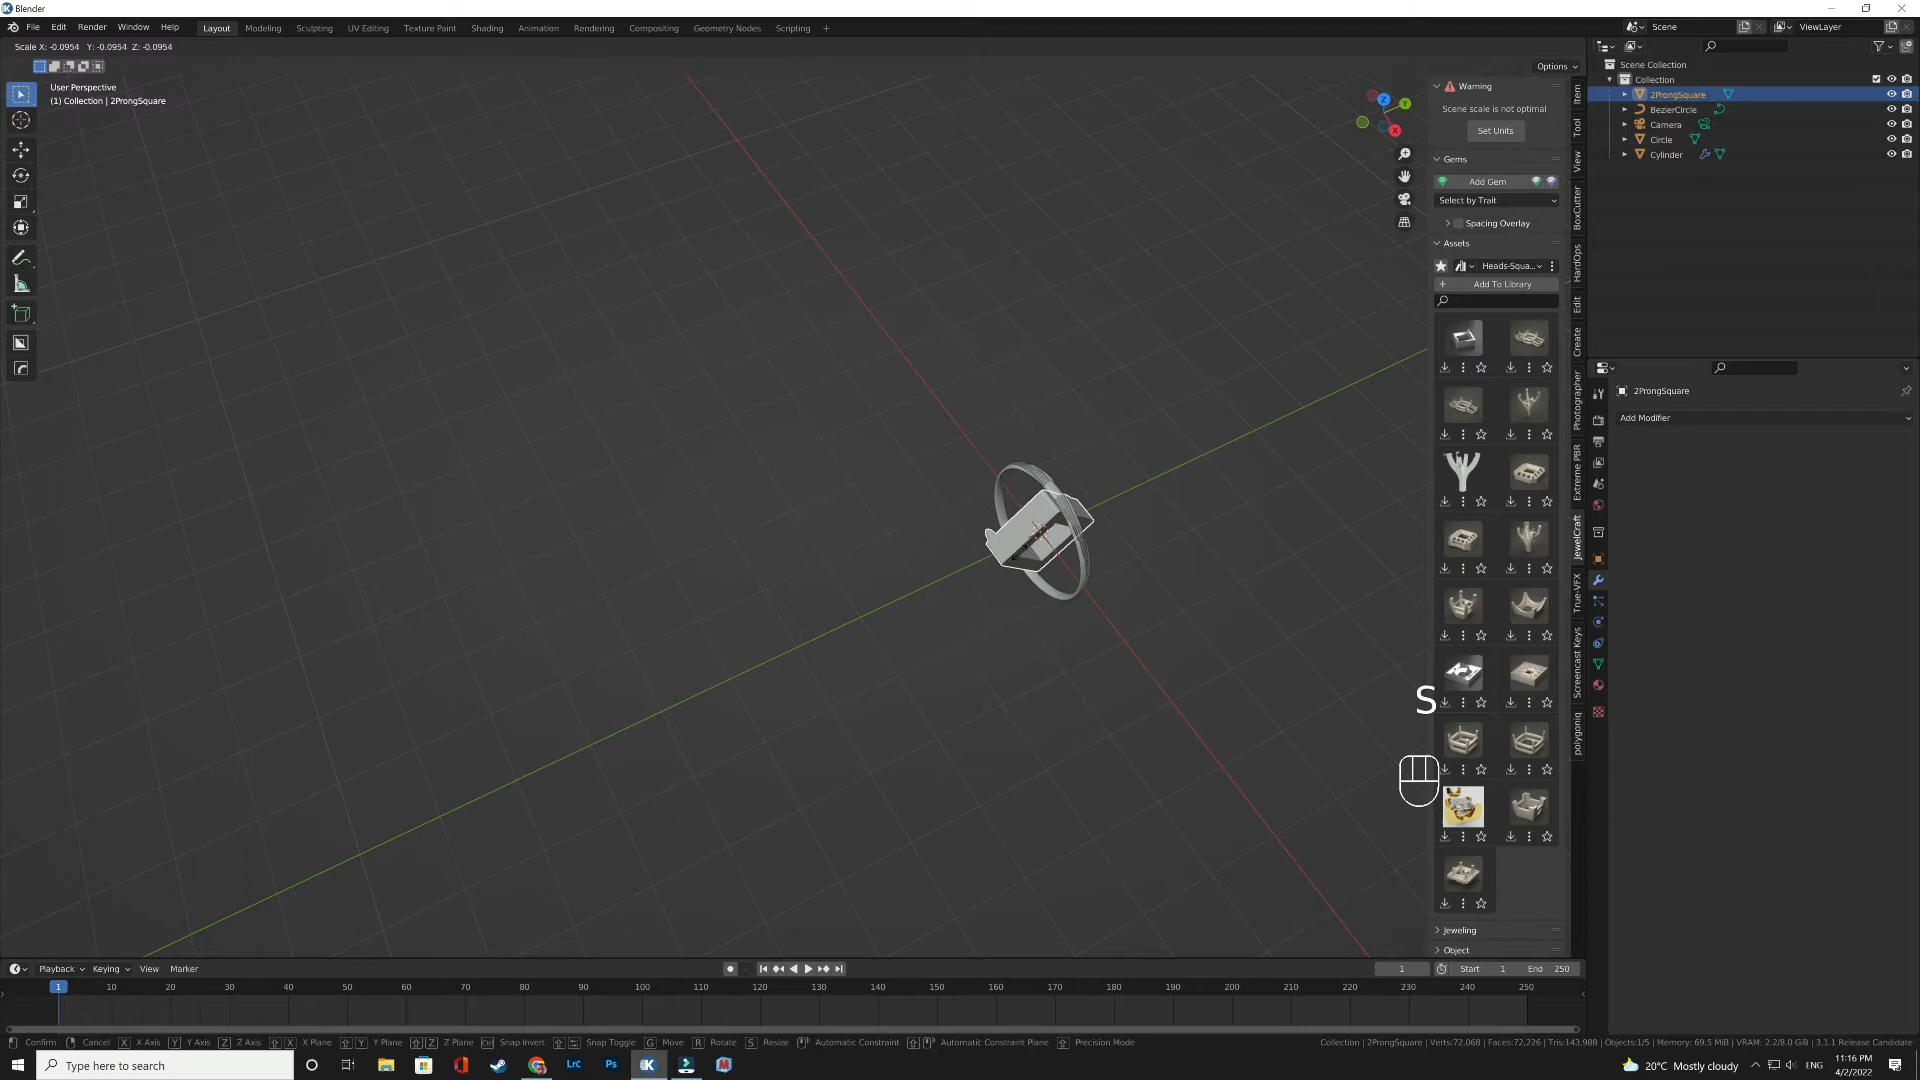 Blender
File Edit Render Window Help Layout Modeling Sculpting UV Editing Texture Paint Shading Animation Rendering Compositing Geometry Nodes Scripting + Scene ViewLayer
Scale X: -0.0954 Y: -0.0954 Z: -0.0954
Options
User Perspective
(1) Collection | 2ProngSquare
Warning
Scene scale is not optimal
Set Units
Gems
Add Gem
Select by Trait
Spacing Overlay
Assets
Heads-Squa...
Add To Library
Jeweling
Object
Item
Tool
View
BoxCutter
HardOps
Edit
Create
Photographer
Extreme PBR
JewelCraft
True-VFX
Screencast Keys
polygoniq
Scene Collection
Collection
2ProngSquare
BezierCircle
Camera
Circle
Cylinder
2ProngSquare
Add Modifier
S
Playback Keying View Marker 1 Start 1 End 250
1 10 20 30 40 50 60 70 80 90 100 110 120 130 140 150 160 170 180 190 200 210 220 230 240 250
Confirm Cancel X X Axis Y Y Axis Z Z Axis X X Plane Y Y Plane Z Z Plane Ctrl Snap Invert Snap Toggle G Move R Rotate S Resize Automatic Constraint Automatic Constraint Plane Precision Mode Collection | 2ProngSquare | Verts:72,068 | Faces:72,226 | Tris:143,988 | Objects:1/5 | Memory: 69.5 MiB | VRAM: 2.2/8.0 GiB | 3.1.1 Release Candidate
Type here to search LrC Ps 20°C Mostly cloudy ENG 11:16 PM
4/2/2022